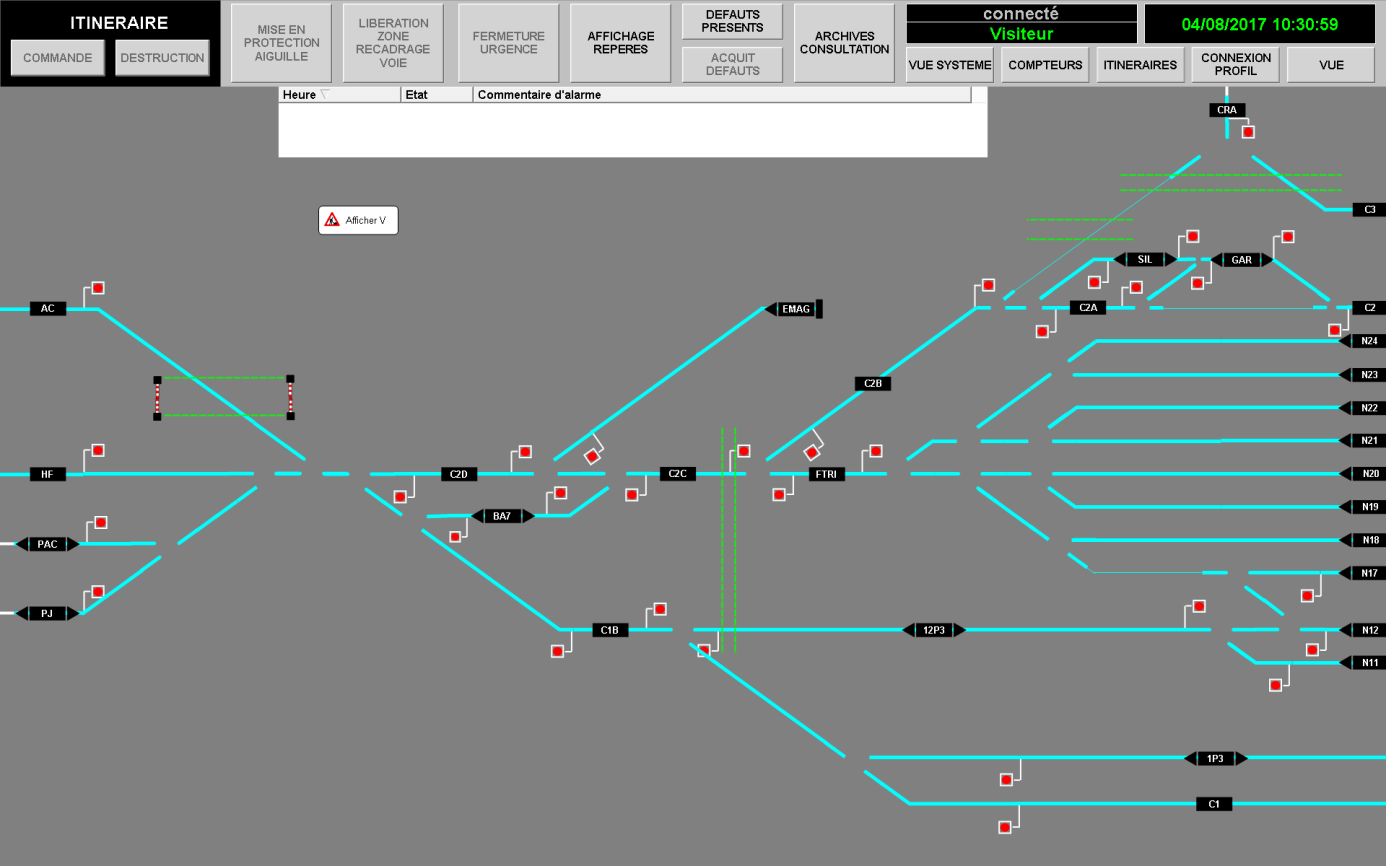 ITINERAIRE
COMMANDE
DESTRUCTION
MISE EN
PROTECTION
AIGUILLE
LIBERATION
ZONE
RECADRAGE
VOIE
FERMETURE
URGENCE
AFFICHAGE
REPERES
DEFAUTS
PRESENTS
ACQUIT
DEFAUTS
ARCHIVES
CONSULTATION
connecté
Visiteur
04/08/2017 10:30:59
VUE SYSTEME
COMPTEURS
ITINERAIRES
CONNEXION
PROFIL
VUE
Heure
Etat
Commentaire d'alarme
CRA
C3
Afficher V
SIL
GAR
AC
EMAG
C2A
C2
N24
N23
C2B
N22
N21
HF
C2D
C2C
FTRI
N20
N19
BA7
N18
PAC
N17
PJ
C1B
12P3
N12
N11
1P3
C1